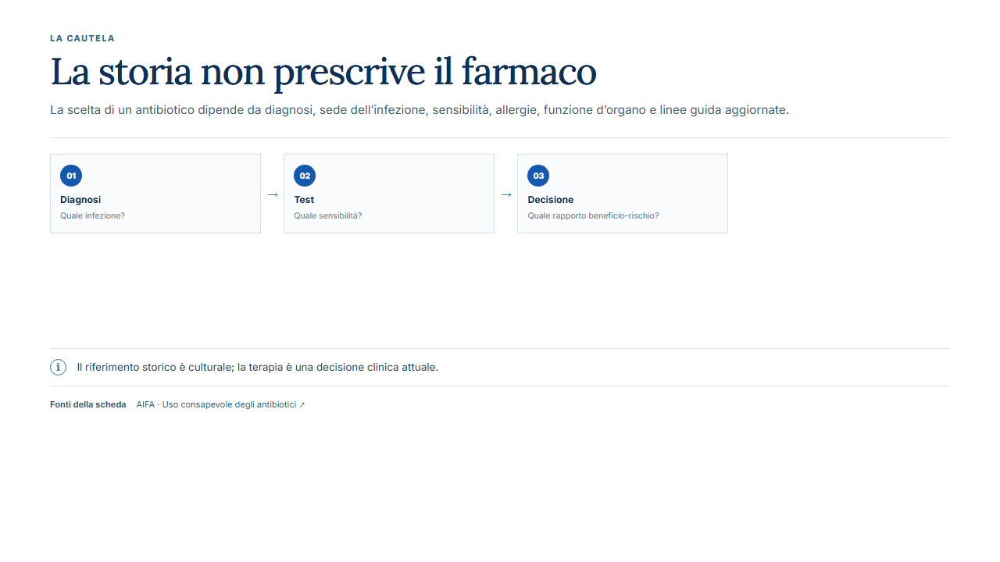 LA CAUTELA
La storia non prescrive il farmaco
La scelta di un antibiotico dipende da diagnosi, sede dell’infezione, sensibilità, allergie, funzione d’organo e linee guida aggiornate.
01
Diagnosi
Quale infezione?
→
02
Test
Quale sensibilità?
→
03
Decisione
Quale rapporto beneficio-rischio?
i Il riferimento storico è culturale; la terapia è una decisione clinica attuale.
Fonti della scheda AIFA · Uso consapevole degli antibiotici ↗